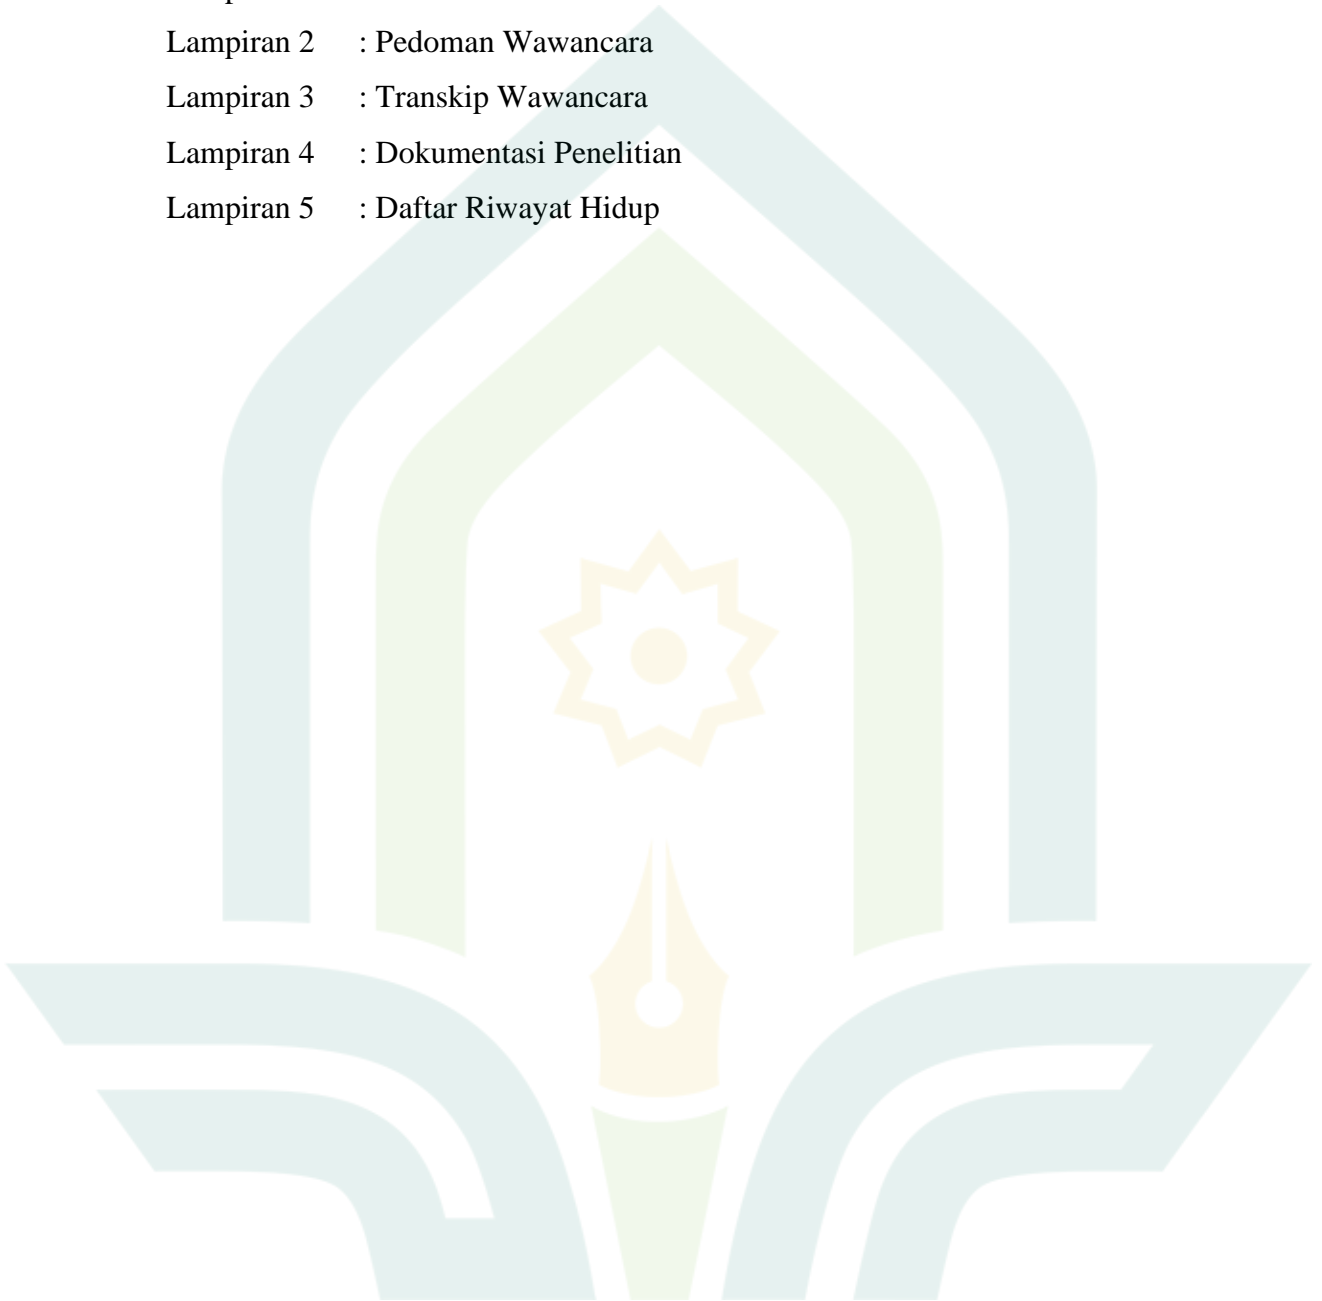 Lampiran 2 : Pedoman Wawancara
Lampiran 3 : Transkip Wawancara
Lampiran 4 : Dokumentasi Penelitian
Lampiran 5 : Daftar Riwayat Hidup